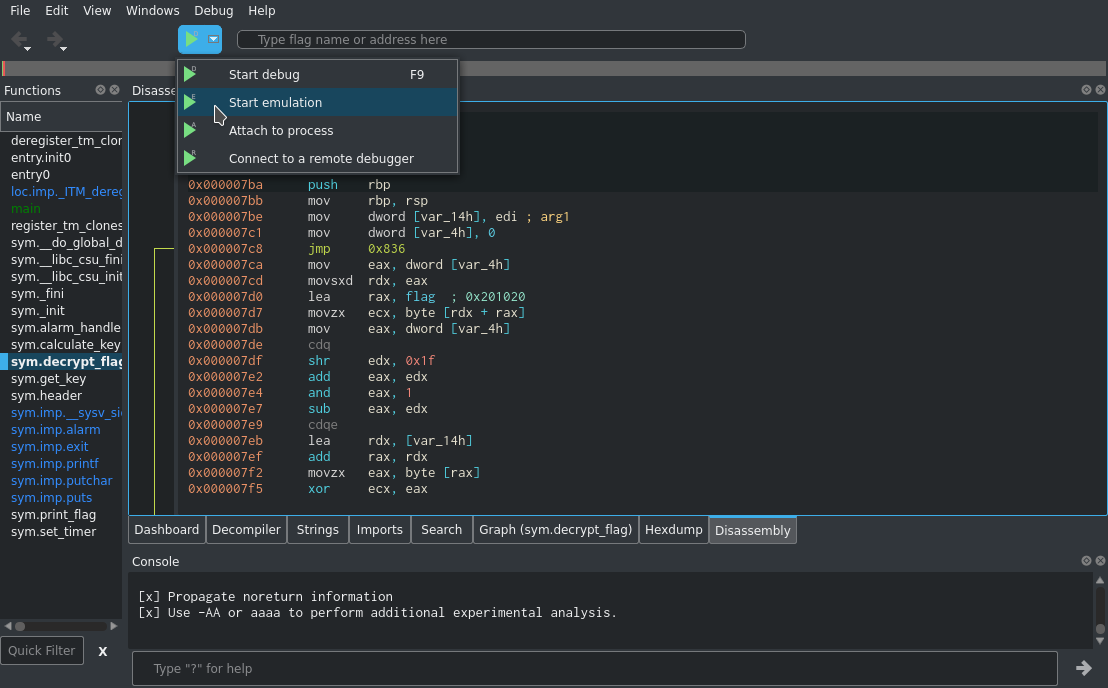 File Edit View Windows Debug Help
Type flag name or address here
Start debug F9
Start emulation
Attach to process
Connect to a remote debugger
Functions
Name
deregister_tm_clon
entry.init0
entry0
loc.imp._ITM_dereg
main
register_tm_clones
sym.__do_global_d
sym.__libc_csu_fini
sym.__libc_csu_init
sym._fini
sym._init
sym.alarm_handle
sym.calculate_key
sym.decrypt_flag
sym.get_key
sym.header
sym.imp.__sysv_si
sym.imp.alarm
sym.imp.exit
sym.imp.printf
sym.imp.putchar
sym.imp.puts
sym.print_flag
sym.set_timer
Quick Filter X
Disasse
0x000007ba push rbp
0x000007bb mov rbp, rsp
0x000007be mov dword [var_14h], edi ; arg1
0x000007c1 mov dword [var_4h], 0
0x000007c8 jmp 0x836
0x000007ca mov eax, dword [var_4h]
0x000007cd movsxd rdx, eax
0x000007d0 lea rax, flag ; 0x201020
0x000007d7 movzx ecx, byte [rdx + rax]
0x000007db mov eax, dword [var_4h]
0x000007de cdq
0x000007df shr edx, 0x1f
0x000007e2 add eax, edx
0x000007e4 and eax, 1
0x000007e7 sub eax, edx
0x000007e9 cdqe
0x000007eb lea rdx, [var_14h]
0x000007ef add rax, rdx
0x000007f2 movzx eax, byte [rax]
0x000007f5 xor ecx, eax
Dashboard Decompiler Strings Imports Search Graph (sym.decrypt_flag) Hexdump Disassembly
Console
[x] Propagate noreturn information
[x] Use -AA or aaaa to perform additional experimental analysis.
Type "?" for help